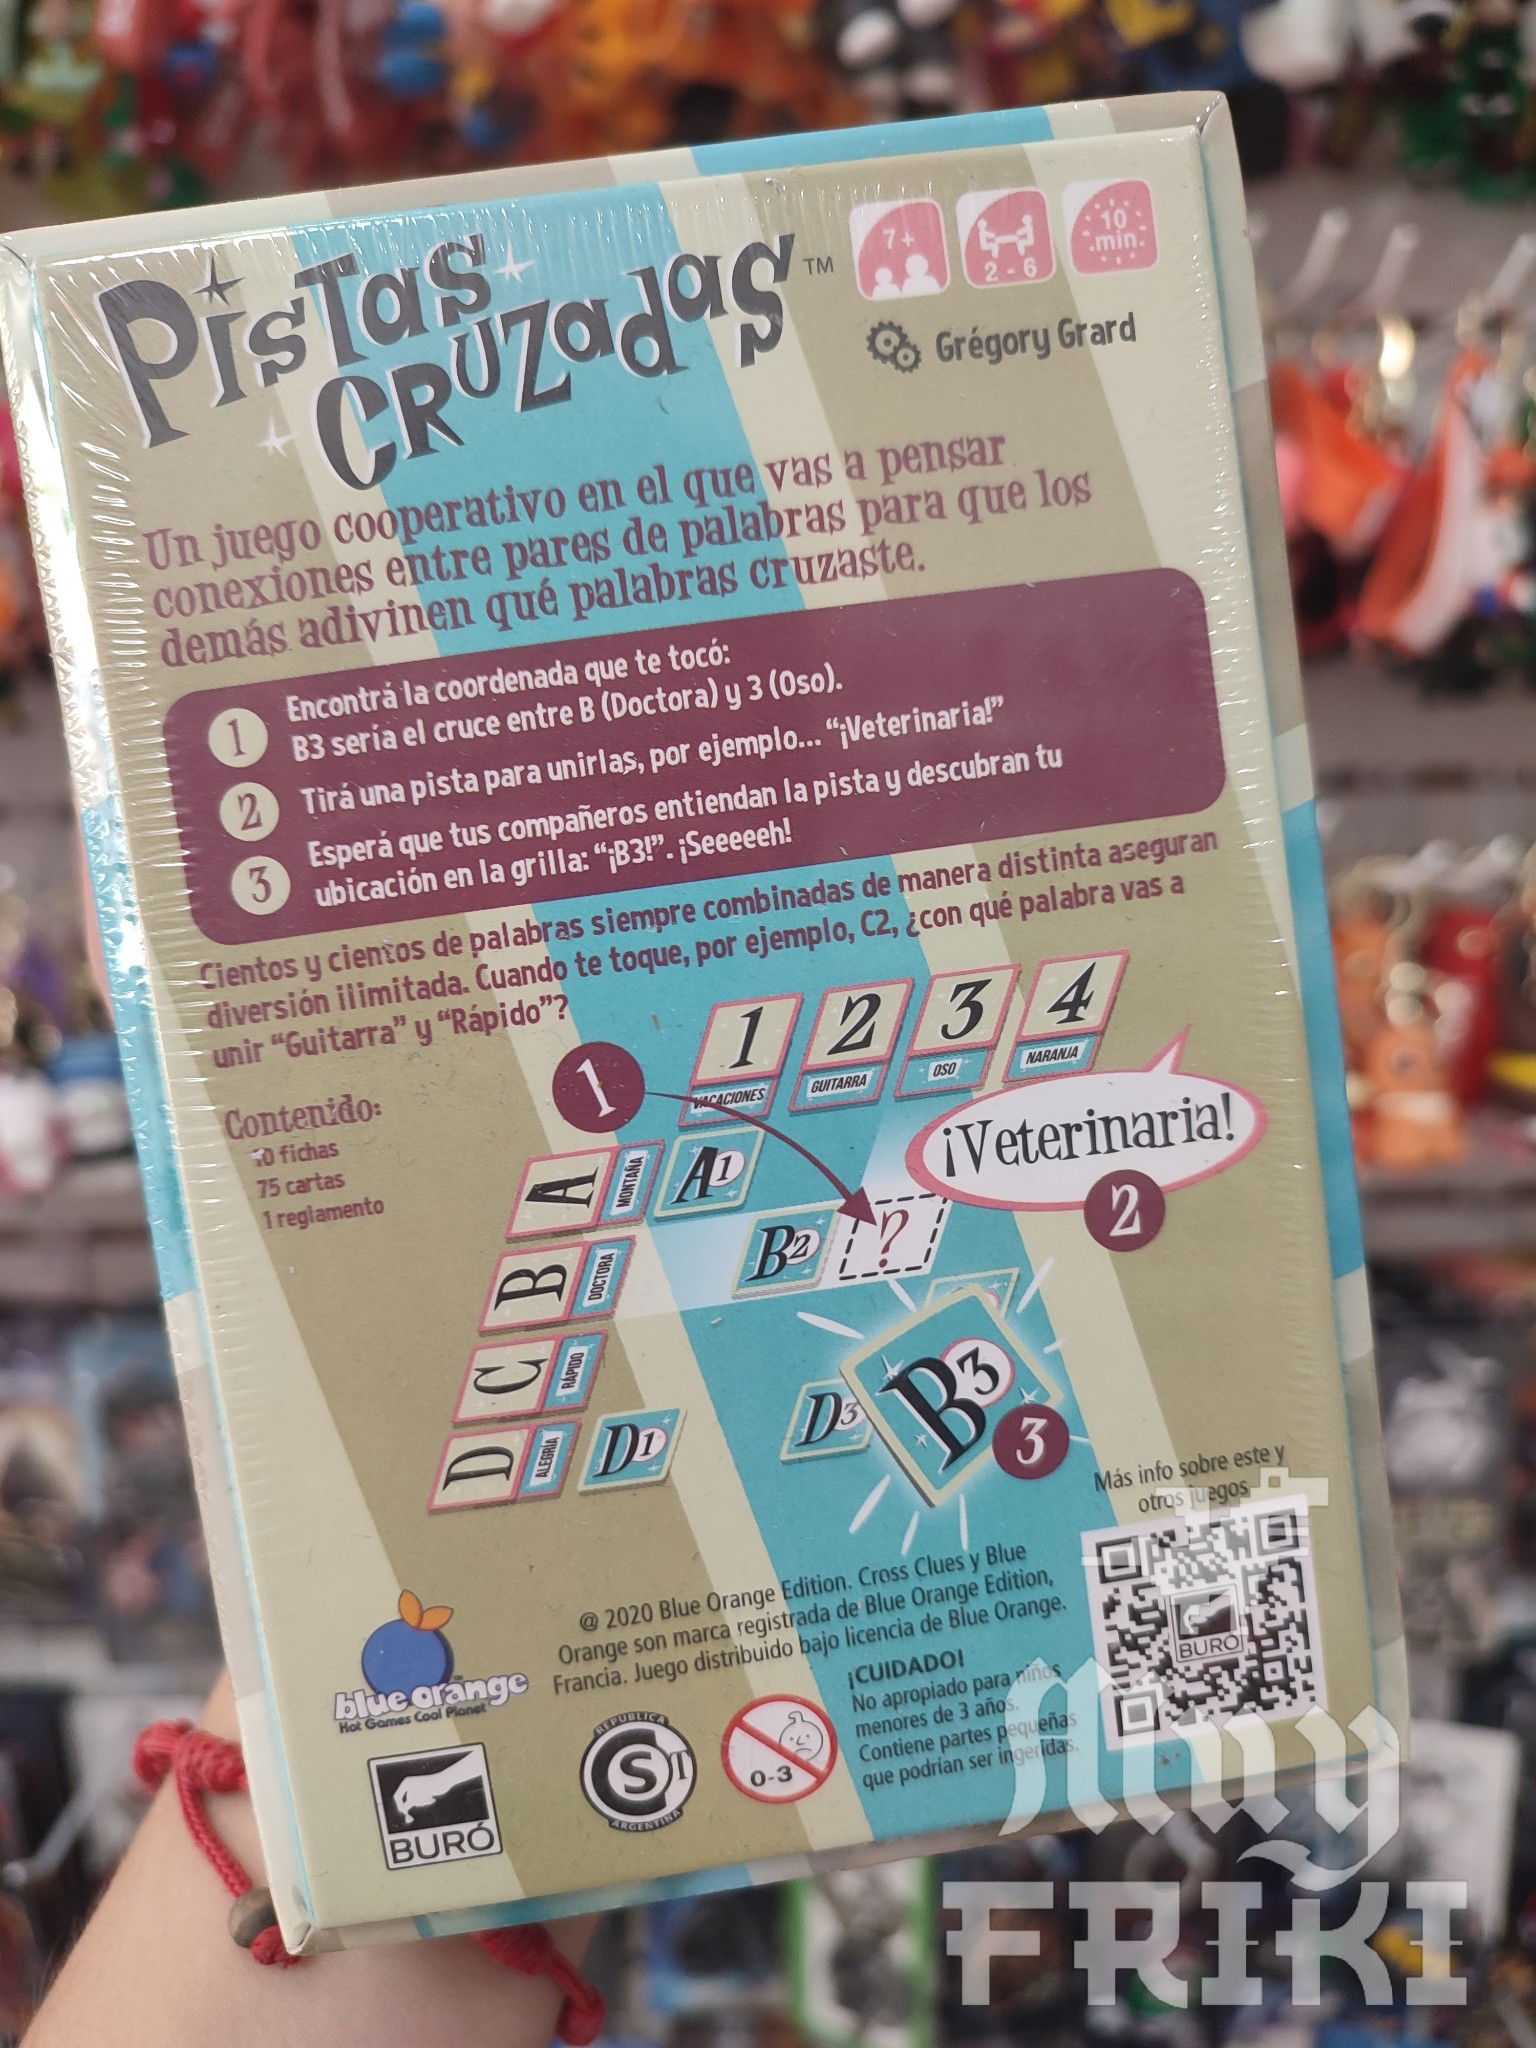 PISTAS
CRUZADAS™
7+
2 - 6
10
min.
Grégory Grard
Un juego cooperativo en el que vas a pensar
conexiones entre pares de palabras para que los
demás adivinen qué palabras cruzaste.
1
Encontrá la coordenada que te tocó:
B3 sería el cruce entre B (Doctora) y 3 (Oso).
2
Tirá una pista para unirlas, por ejemplo... “¡Veterinaria!”
3
Esperá que tus compañeros entiendan la pista y descubran tu
ubicación en la grilla: “¡B3!”. ¡Seeeeeh!
Cientos y cientos de palabras siempre combinadas de manera distinta aseguran
diversión ilimitada. Cuando te toque, por ejemplo, C2, ¿con qué palabra vas a
unir “Guitarra” y “Rápido”?
Contenido:
10 fichas
75 cartas
1 reglamento
1
1 2 3 4
VACACIONES GUITARRA OSO NARANJA
¡Veterinaria!
2
A MONTAÑA A1
B DOCTORA B2 ?
C RÁPIDO
D ALEGRÍA D1 D3
B3
3
Más info sobre este y
otros juegos
BURÓ
@ 2020 Blue Orange Edition. Cross Clues y Blue
Orange son marca registrada de Blue Orange Edition,
Francia. Juego distribuido bajo licencia de Blue Orange.
¡CUIDADO!
No apropiado para niños
menores de 3 años.
Contiene partes pequeñas
que podrían ser ingeridas.
blue orange™
Hot Games Cool Planet
BURÓ
REPUBLICA
S T
ARGENTINA
0-3
Muy
FRIKI